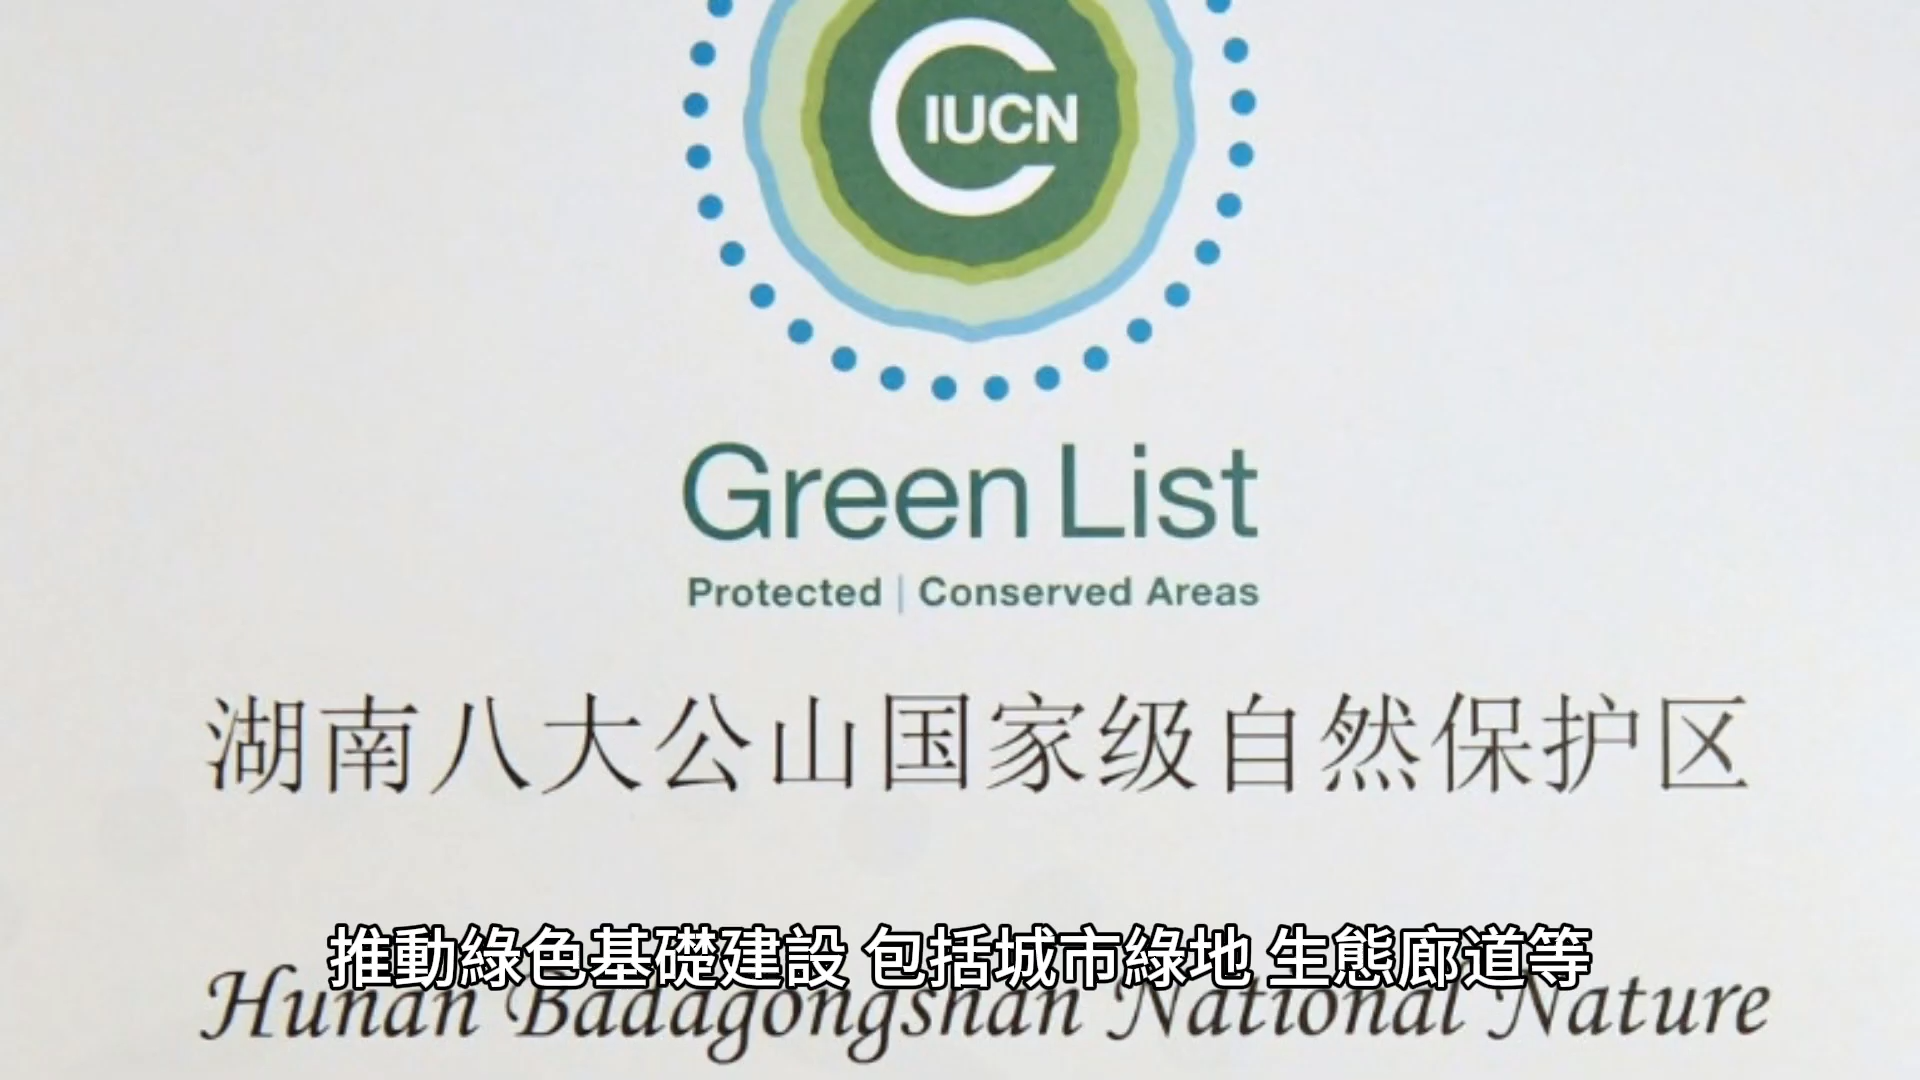 IUCN
Green List
Protected | Conserved Areas
湖南八大公山国家级自然保护区
推動綠色基礎建設 包括城市綠地 生態廊道等
Hunan Badagongshan National Nature